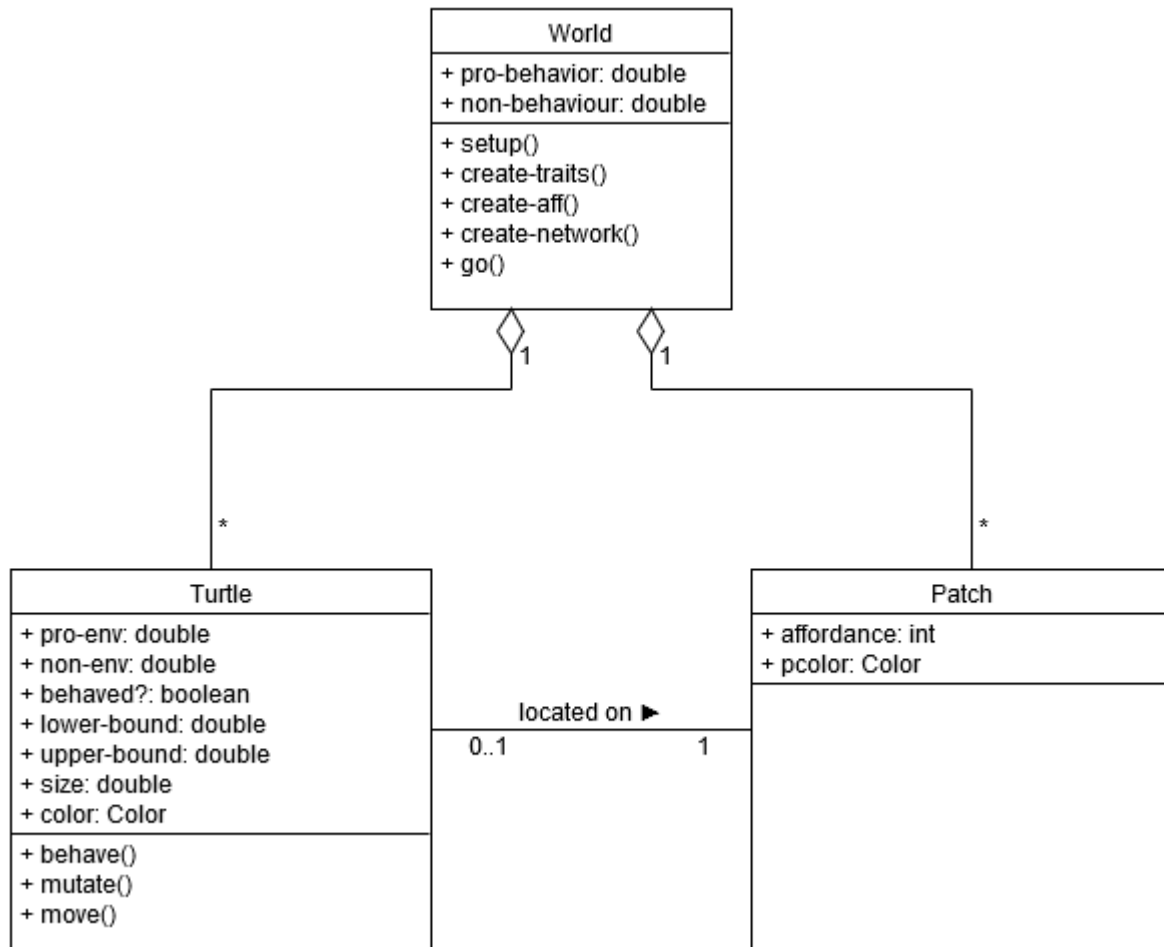 World
+ pro-behavior: double
+ non-behaviour: double
+ setup()
+ create-traits()
+ create-aff()
+ create-network()
+ go()
1
1
*
*
Turtle
+ pro-env: double
+ non-env: double
+ behaved?: boolean
+ lower-bound: double
+ upper-bound: double
+ size: double
+ color: Color
+ behave()
+ mutate()
+ move()
located on ►
0..1
1
Patch
+ affordance: int
+ pcolor: Color